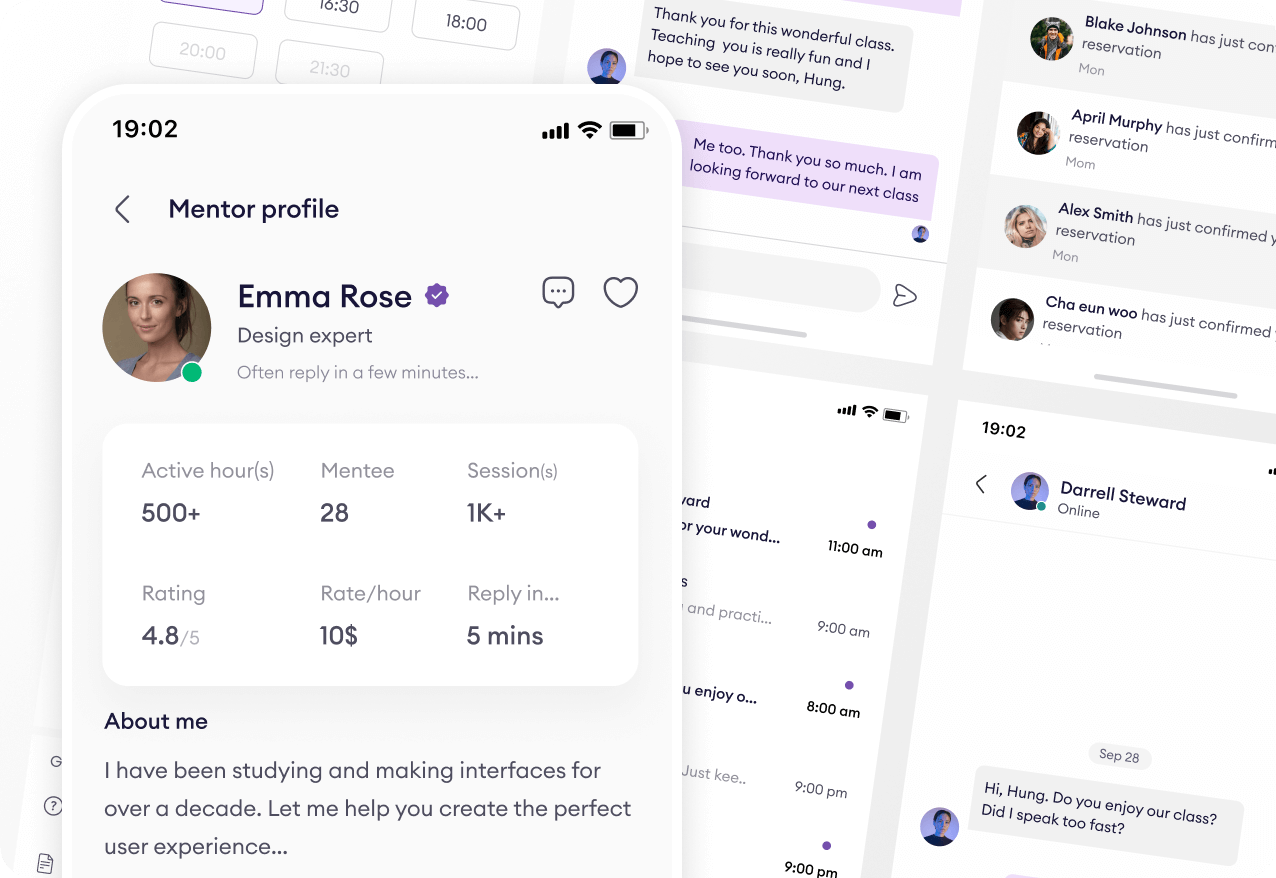 16:30
18:00
20:00
21:30
19:02
Mentor profile
Emma Rose
Design expert
Often reply in a few minutes...
Active hour(s)
Mentee
Session(s)
500+
28
1K+
Rating
Rate/hour
Reply in...
4.8/5
10$
5 mins
About me
I have been studying and making interfaces for
over a decade. Let me help you create the perfect
user experience...
Thank you for this wonderful class.
Teaching you is really fun and I
hope to see you soon, Hung.
Me too. Thank you so much. I am
looking forward to our next class
Blake Johnson has just con
reservation
Mon
April Murphy has just confirm
reservation
Mom
Alex Smith has just confirmed y
reservation
Mon
Cha eun woo has just confirmed
reservation
ward
or your wond...
11:00 am
s
and practi...
9:00 am
u enjoy o...
8:00 am
Just kee..
9:00 pm
9:00 pm
19:02
Darrell Steward
Online
Sep 28
Hi, Hung. Do you enjoy our class?
Did I speak too fast?
G
?